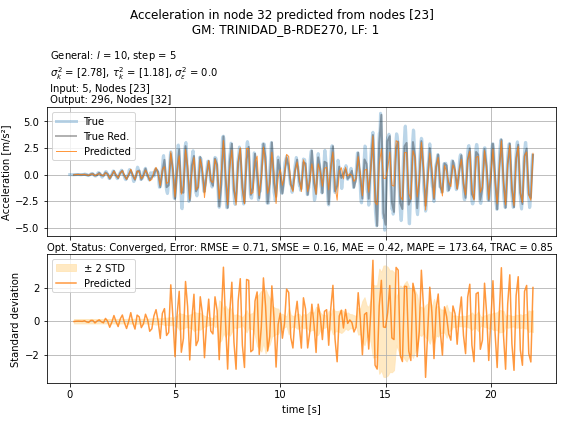 Acceleration in node 32 predicted from nodes [23]
GM: TRINIDAD_B-RDE270, LF: 1
General: l = 10, step = 5
σ²ₖ = [2.78], τ²ₖ = [1.18], σ²ε = 0.0
Input: 5, Nodes [23]
Output: 296, Nodes [32]
Acceleration [m/s²]
5.0
2.5
0.0
−2.5
−5.0
True
True Red.
Predicted
Opt. Status: Converged, Error: RMSE = 0.71, SMSE = 0.16, MAE = 0.42, MAPE = 173.64, TRAC = 0.85
Standard deviation
2
0
−2
± 2 STD
Predicted
0
5
10
15
20
time [s]